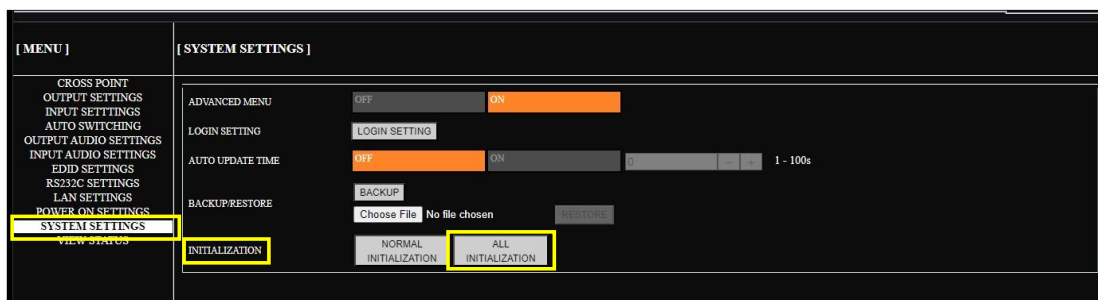 [ MENU ]
[ SYSTEM SETTINGS ]
CROSS POINT
OUTPUT SETTINGS
INPUT SETTTINGS
AUTO SWITCHING
OUTPUT AUDIO SETTINGS
INPUT AUDIO SETTINGS
EDID SETTINGS
RS232C SETTINGS
LAN SETTINGS
POWER ON SETTINGS
SYSTEM SETTINGS
VIEW STATUS
ADVANCED MENU OFF ON
LOGIN SETTING LOGIN SETTING
AUTO UPDATE TIME OFF ON 0 - + 1 - 100s
BACKUP/RESTORE
BACKUP
Choose File No file chosen RESTORE
INITIALIZATION
NORMAL
INITIALIZATION
ALL
INITIALIZATION